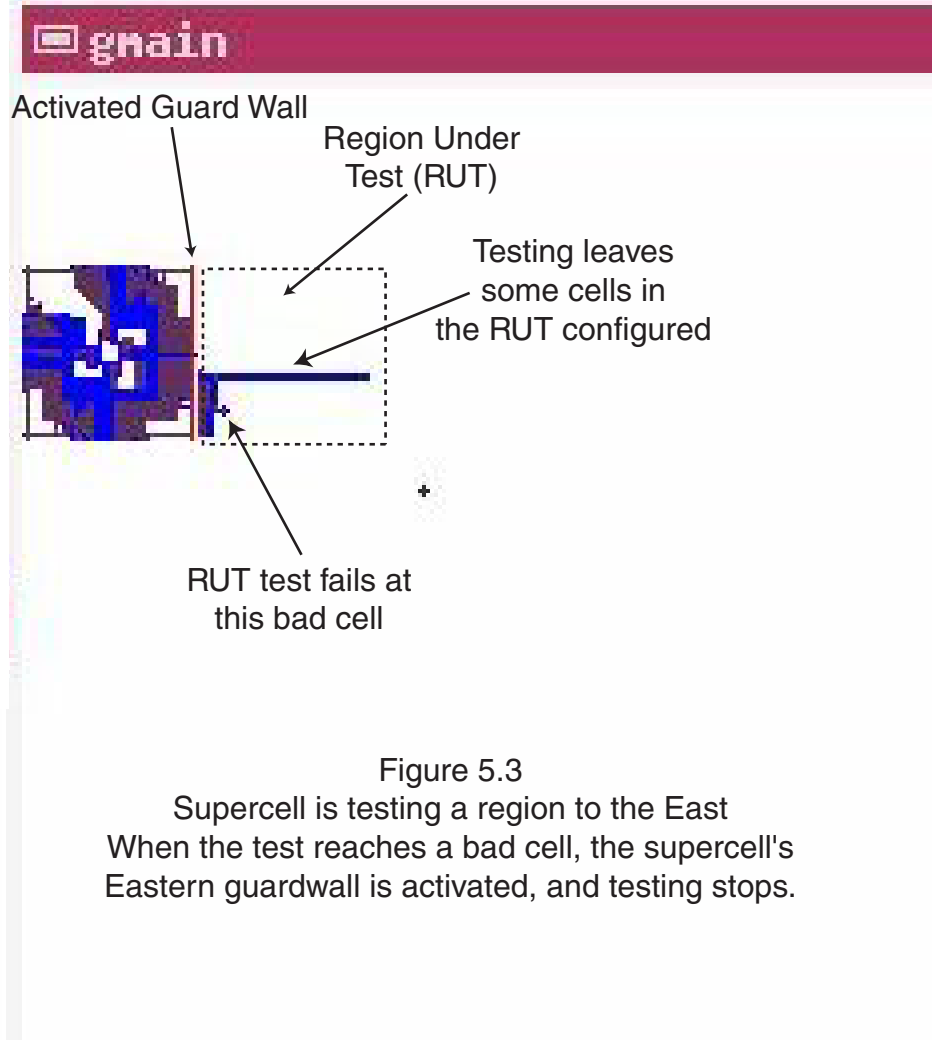 gmain
Activated Guard Wall
Region Under
Test (RUT)
Testing leaves
some cells in
the RUT configured
RUT test fails at
this bad cell
Figure 5.3
Supercell is testing a region to the East
When the test reaches a bad cell, the supercell's
Eastern guardwall is activated, and testing stops.